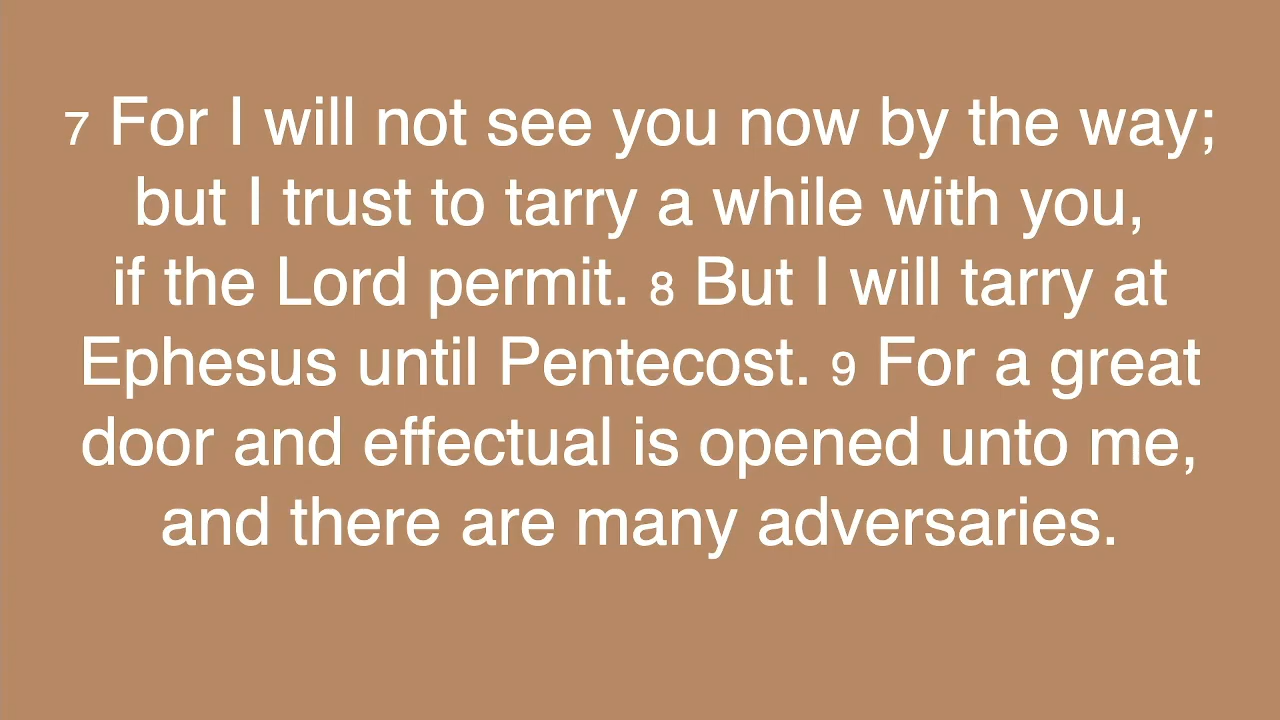 7 For I will not see you now by the way;
but I trust to tarry a while with you,
if the Lord permit. 8 But I will tarry at
Ephesus until Pentecost. 9 For a great
door and effectual is opened unto me,
and there are many adversaries.